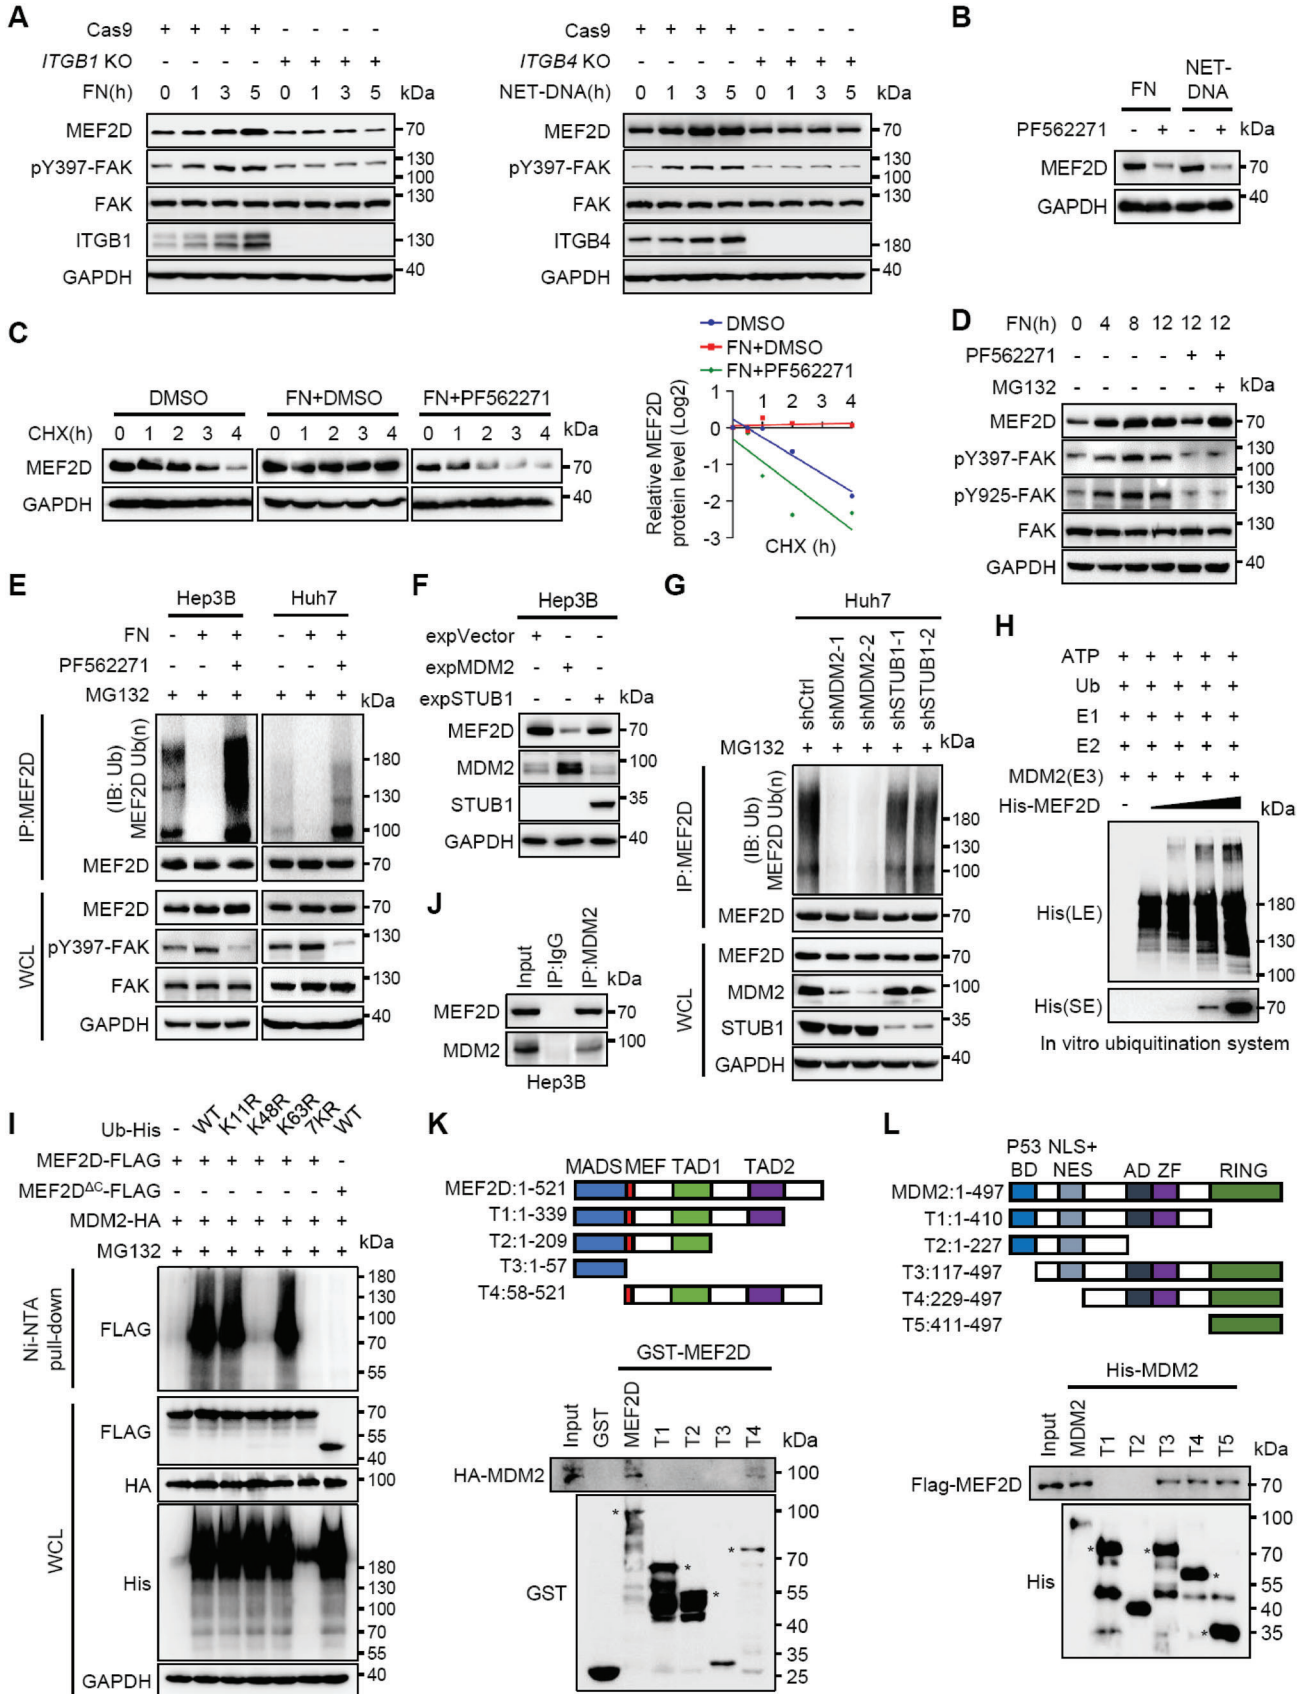 A
Cas9 + + + + - - - -
ITGB1 KO - - - - + + + +
FN(h) 0 1 3 5 0 1 3 5 kDa
MEF2D 70
pY397-FAK 130
100
FAK 130
ITGB1 130
GAPDH 40
Cas9 + + + + - - - -
ITGB4 KO - - - - + + + +
NET-DNA(h) 0 1 3 5 0 1 3 5 kDa
MEF2D 70
pY397-FAK 130
100
FAK 130
ITGB4 180
GAPDH 40
B
FN NET-
DNA
PF562271 - + - + kDa
MEF2D 70
GAPDH 40
C
DMSO FN+DMSO FN+PF562271
CHX(h) 0 1 2 3 4 0 1 2 3 4 0 1 2 3 4 kDa
MEF2D 70
GAPDH 40
DMSO
FN+DMSO
FN+PF562271
Relative MEF2D
protein level (Log2)
1
0
-1
-2
-3
1 2 3 4
CHX (h)
D
FN(h) 0 4 8 12 12 12
PF562271 - - - - + +
MG132 - - - - - + kDa
MEF2D 70
pY397-FAK 130
100
pY925-FAK 130
FAK 130
GAPDH 40
E
Hep3B Huh7
FN - + + - + +
PF562271 - - + - - +
MG132 + + + + + + kDa
IP:MEF2D
(IB: Ub)
MEF2D Ub(n)
180
130
100
MEF2D 70
WCL
MEF2D 70
pY397-FAK 130
FAK 130
GAPDH 40
F
Hep3B
expVector + - -
expMDM2 - + -
expSTUB1 - - + kDa
MEF2D 70
MDM2 100
STUB1 35
GAPDH 40
G
Huh7
shCtrl
shMDM2-1
shMDM2-2
shSTUB1-1
shSTUB1-2
MG132 + + + + + kDa
IP:MEF2D
(IB: Ub)
MEF2D Ub(n)
180
130
100
MEF2D 70
WCL
MEF2D 70
MDM2 100
STUB1 35
GAPDH 40
H
ATP + + + + +
Ub + + + + +
E1 + + + + +
E2 + + + + +
MDM2(E3) + + + + +
His-MEF2D - kDa
His(LE) 180
130
100
His(SE) 70
In vitro ubiquitination system
J
Input
IP:IgG
IP:MDM2
kDa
MEF2D 70
MDM2 100
Hep3B
I
Ub-His - WT K11R K48R K63R 7KR WT
MEF2D-FLAG + + + + + + -
MEF2DΔC-FLAG - - - - - - +
MDM2-HA + + + + + + +
MG132 + + + + + + + kDa
Ni-NTA
pull-down
FLAG
180
130
100
70
55
WCL
FLAG
70
55
40
HA 100
His
180
130
100
70
55
GAPDH 40
K
MADS MEF TAD1 TAD2
MEF2D:1-521
T1:1-339
T2:1-209
T3:1-57
T4:58-521
GST-MEF2D
Input
GST
MEF2D
T1
T2
T3
T4
kDa
HA-MDM2 100
GST
100
70
55
40
35
25
* * * *
L
P53
BD
NLS+
NES
AD ZF RING
MDM2:1-497
T1:1-410
T2:1-227
T3:117-497
T4:229-497
T5:411-497
His-MDM2
Input
MDM2
T1
T2
T3
T4
T5
kDa
Flag-MEF2D 70
His
100
70
55
40
35
* * * *